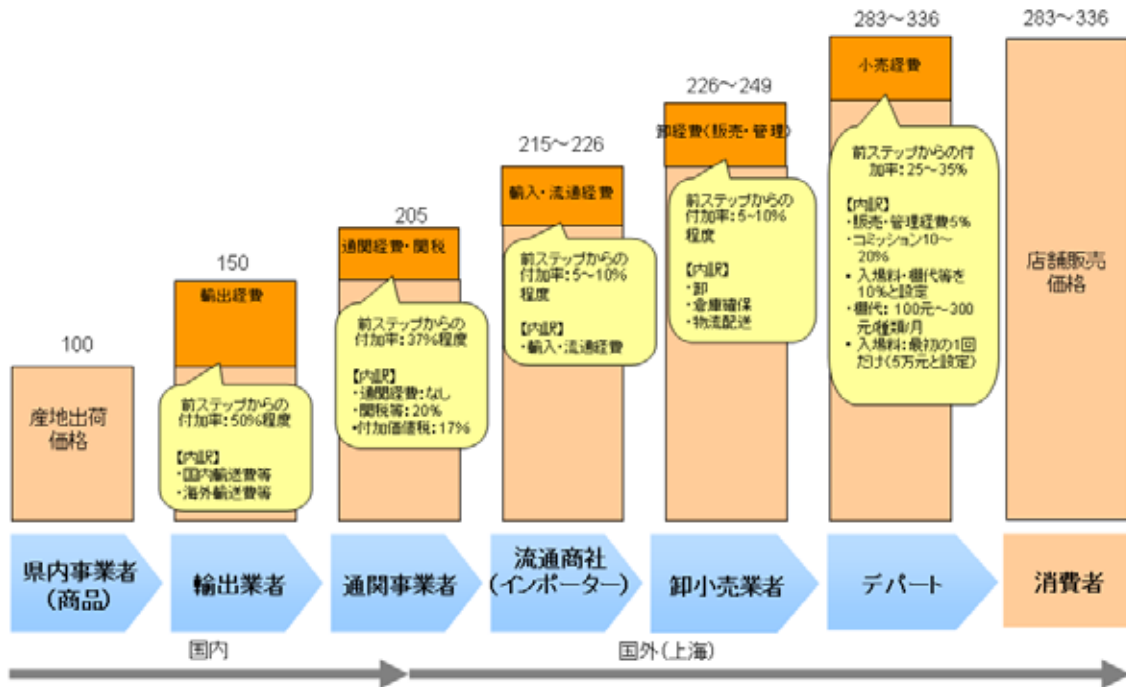 100
産地出荷
価格
150
輸出経費
前ステップからの
付加率:50%程度
【内訳】
・国内輸送費等
・海外輸送費等
205
通関経費・関税
前ステップからの
付加率:37%程度
【内訳】
・通関経費:なし
・関税等:20%
・付加価値税:17%
215～226
輸入・流通経費
前ステップからの
付加率:5～10%
程度
【内訳】
・輸入・流通経費
226～249
卸経費(販売・管理)
前ステップからの
付加率:5~10%
程度
【内訳】
・卸
・倉庫確保
・物流配送
283～336
小売経費
前ステップからの付
加率:25～35%
【内訳】
・販売・管理経費5%
・コミッション10～
20%
・入場料・棚代等を
10%と設定
・棚代:100元～300
元/種類/月
・入場料:最初の1回
だけ(5万元と設定)
283～336
店舗販売
価格
県内事業者
(商品)
輸出業者
通関事業者
流通商社
(インポーター)
卸小売業者
デパート
消費者
国内
国外(上海)